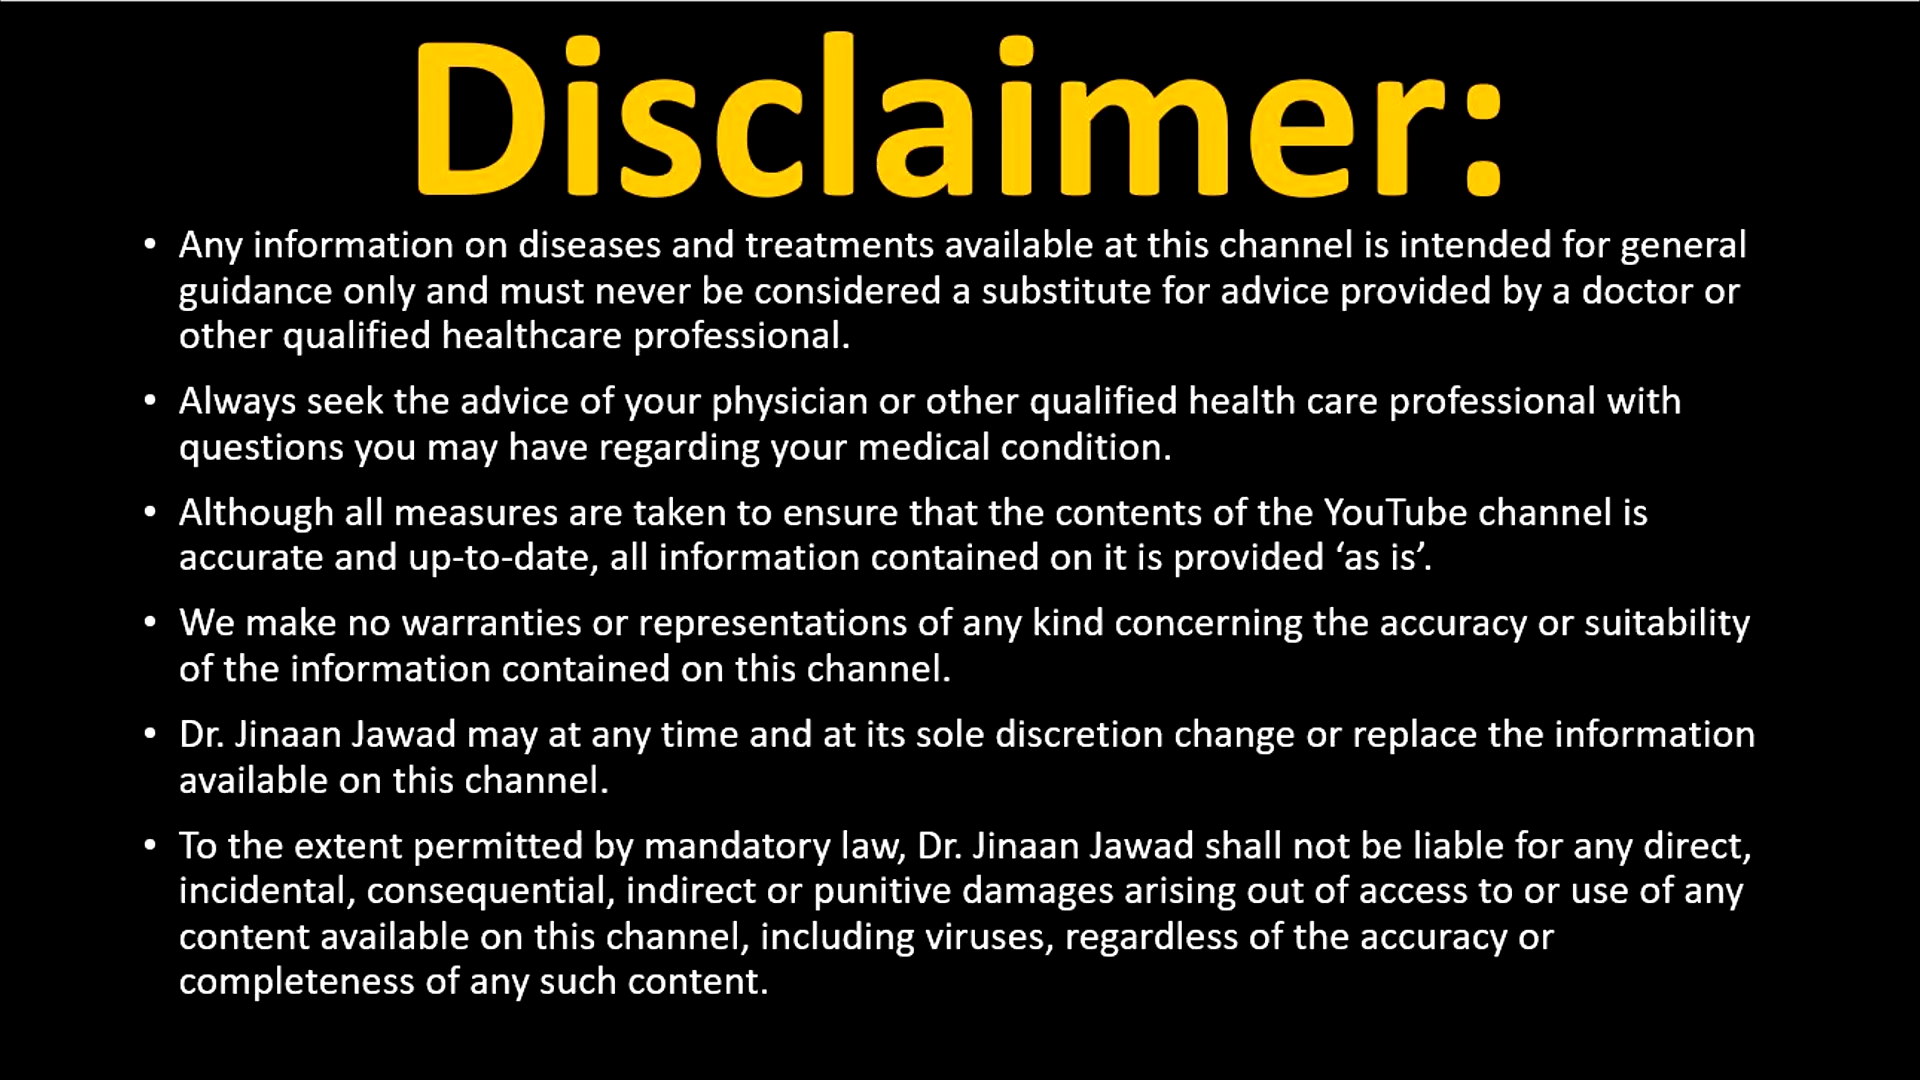 Disclaimer:
• Any information on diseases and treatments available at this channel is intended for general
guidance only and must never be considered a substitute for advice provided by a doctor or
other qualified healthcare professional.
• Always seek the advice of your physician or other qualified health care professional with
questions you may have regarding your medical condition.
• Although all measures are taken to ensure that the contents of the YouTube channel is
accurate and up-to-date, all information contained on it is provided ‘as is’.
• We make no warranties or representations of any kind concerning the accuracy or suitability
of the information contained on this channel.
• Dr. Jinaan Jawad may at any time and at its sole discretion change or replace the information
available on this channel.
• To the extent permitted by mandatory law, Dr. Jinaan Jawad shall not be liable for any direct,
incidental, consequential, indirect or punitive damages arising out of access to or use of any
content available on this channel, including viruses, regardless of the accuracy or
completeness of any such content.